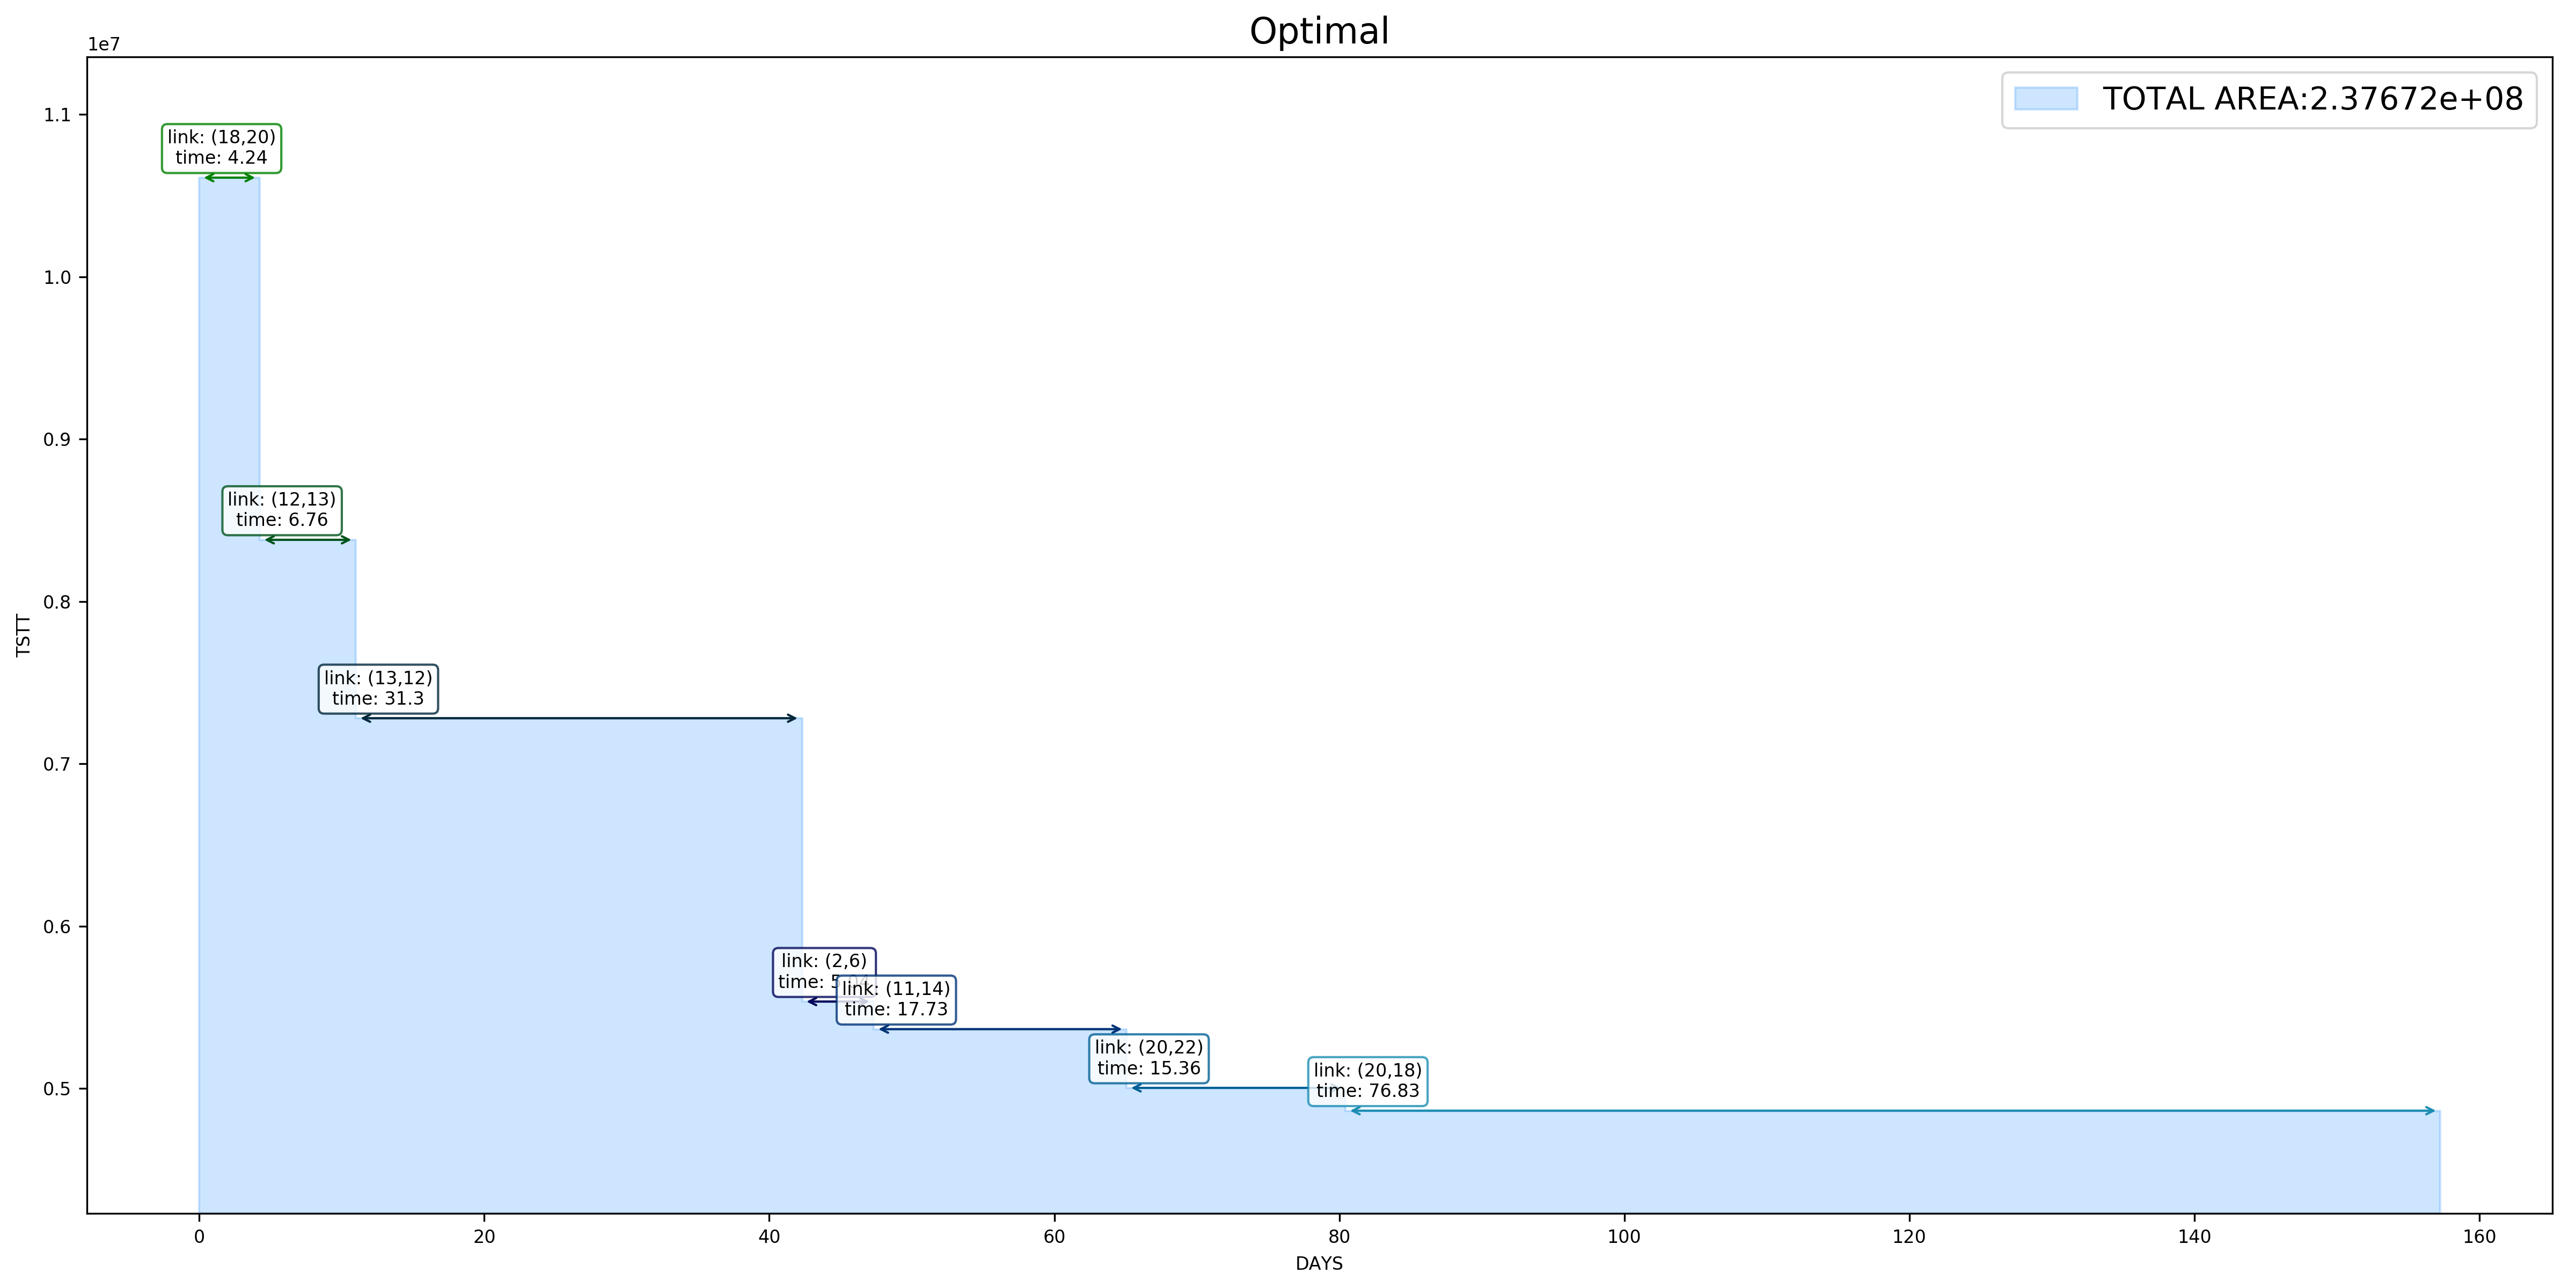 Optimal
1e7
TOTAL AREA:2.37672e+08
1.1
1.0
0.9
0.8
0.7
0.6
0.5
TSTT
link: (18,20)
time: 4.24
link: (12,13)
time: 6.76
link: (13,12)
time: 31.3
link: (2,6)
time:
link: (11,14)
time: 17.73
link: (20,22)
time: 15.36
link: (20,18)
time: 76.83
0 20 40 60 80 100 120 140 160
DAYS